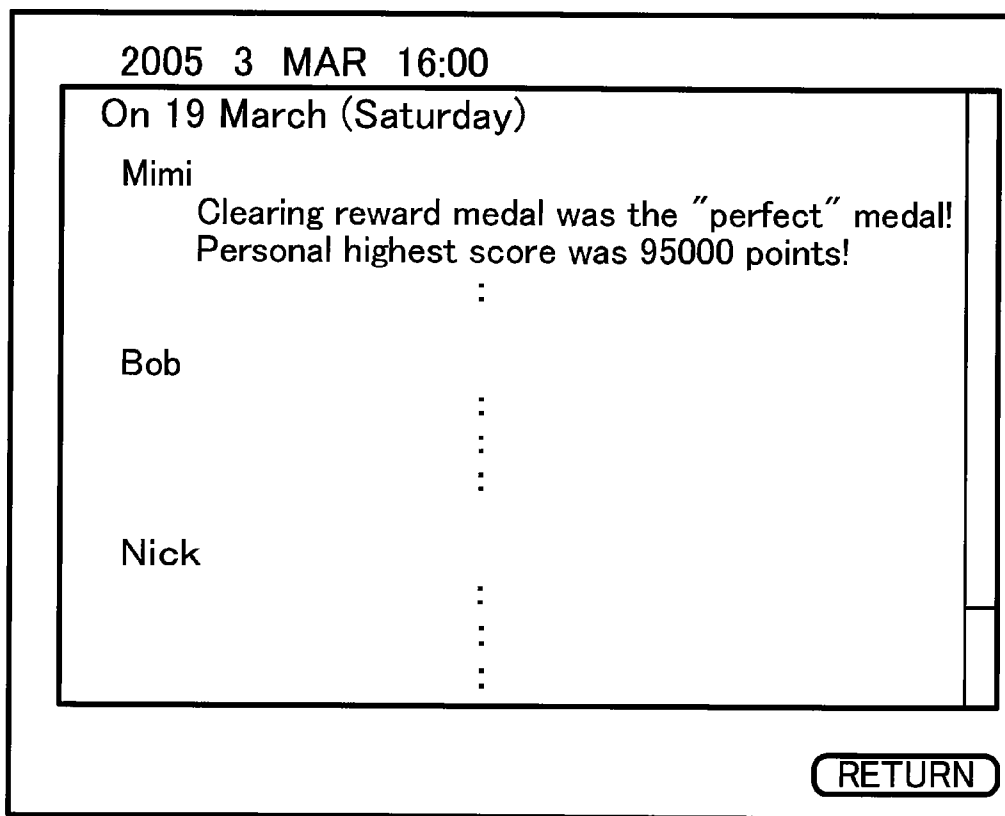 2005 3 MAR 16:00
On 19 March (Saturday)
Mimi
Clearing reward medal was the "perfect" medal!
Personal highest score was 95000 points!
:
Bob
:
:
:
Nick
:
:
:
RETURN